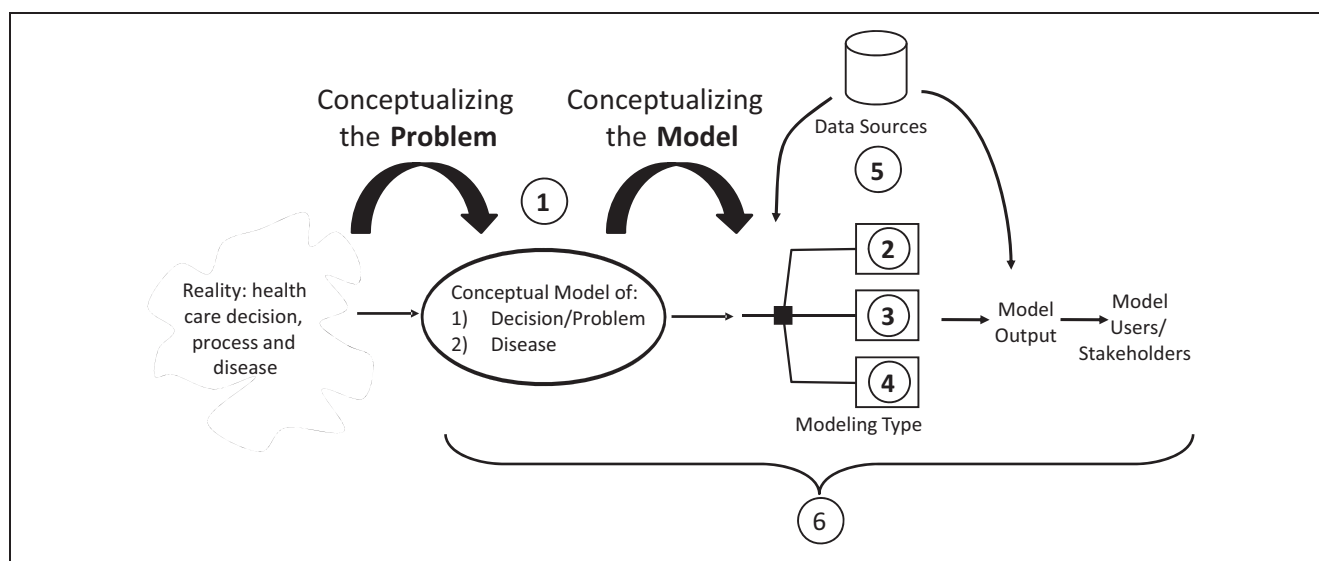 Conceptualizing
the Problem
Conceptualizing
the Model
Data Sources
5
1
Reality: health
care decision,
process and
disease
Conceptual Model of:
1) Decision/Problem
2) Disease
2
3
4
Modeling Type
Model
Output
Model
Users/
Stakeholders
6